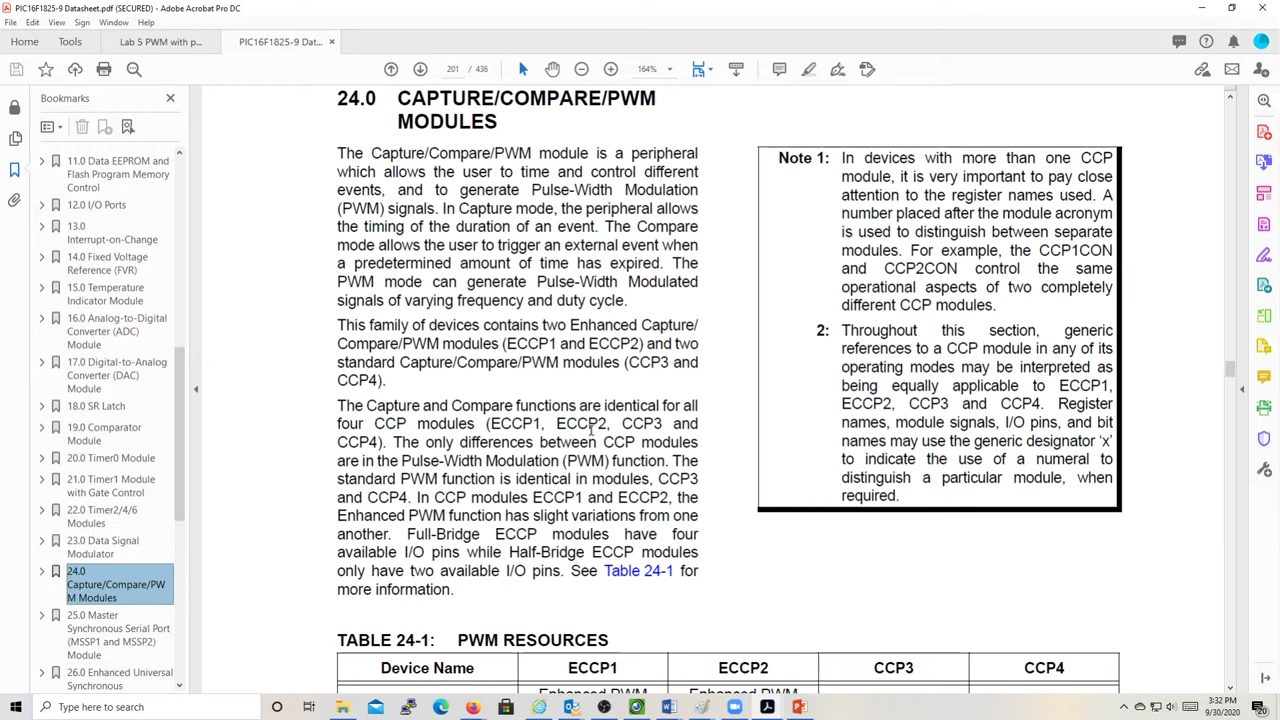 PIC16F1825-9 Datasheet.pdf (SECURED) - Adobe Acrobat Pro DC
File Edit View Sign Window Help
Home Tools Lab 5 PWM with p... PIC16F1825-9 Dat... ×
201 / 436 164%
Bookmarks
11.0 Data EEPROM and
Flash Program Memory
Control
12.0 I/O Ports
13.0
Interrupt-on-Change
14.0 Fixed Voltage
Reference (FVR)
15.0 Temperature
Indicator Module
16.0 Analog-to-Digital
Converter (ADC)
Module
17.0 Digital-to-Analog
Converter (DAC)
Module
18.0 SR Latch
19.0 Comparator
Module
20.0 Timer0 Module
21.0 Timer1 Module
with Gate Control
22.0 Timer2/4/6
Modules
23.0 Data Signal
Modulator
24.0
Capture/Compare/PW
M Modules
25.0 Master
Synchronous Serial Port
(MSSP1 and MSSP2)
Module
26.0 Enhanced Universal
Synchronous
24.0 CAPTURE/COMPARE/PWM
MODULES
The Capture/Compare/PWM module is a peripheral
which allows the user to time and control different
events, and to generate Pulse-Width Modulation
(PWM) signals. In Capture mode, the peripheral allows
the timing of the duration of an event. The Compare
mode allows the user to trigger an external event when
a predetermined amount of time has expired. The
PWM mode can generate Pulse-Width Modulated
signals of varying frequency and duty cycle.
This family of devices contains two Enhanced Capture/
Compare/PWM modules (ECCP1 and ECCP2) and two
standard Capture/Compare/PWM modules (CCP3 and
CCP4).
The Capture and Compare functions are identical for all
four CCP modules (ECCP1, ECCP2, CCP3 and
CCP4). The only differences between CCP modules
are in the Pulse-Width Modulation (PWM) function. The
standard PWM function is identical in modules, CCP3
and CCP4. In CCP modules ECCP1 and ECCP2, the
Enhanced PWM function has slight variations from one
another. Full-Bridge ECCP modules have four
available I/O pins while Half-Bridge ECCP modules
only have two available I/O pins. See Table 24-1 for
more information.
Note 1: In devices with more than one CCP
module, it is very important to pay close
attention to the register names used. A
number placed after the module acronym
is used to distinguish between separate
modules. For example, the CCP1CON
and CCP2CON control the same
operational aspects of two completely
different CCP modules.
2: Throughout this section, generic
references to a CCP module in any of its
operating modes may be interpreted as
being equally applicable to ECCP1,
ECCP2, CCP3 and CCP4. Register
names, module signals, I/O pins, and bit
names may use the generic designator ‘x’
to indicate the use of a numeral to
distinguish a particular module, when
required.
TABLE 24-1: PWM RESOURCES
Device Name ECCP1 ECCP2 CCP3 CCP4
Enhanced PWM Enhanced PWM
Type here to search
3:32 PM
9/30/2020
20